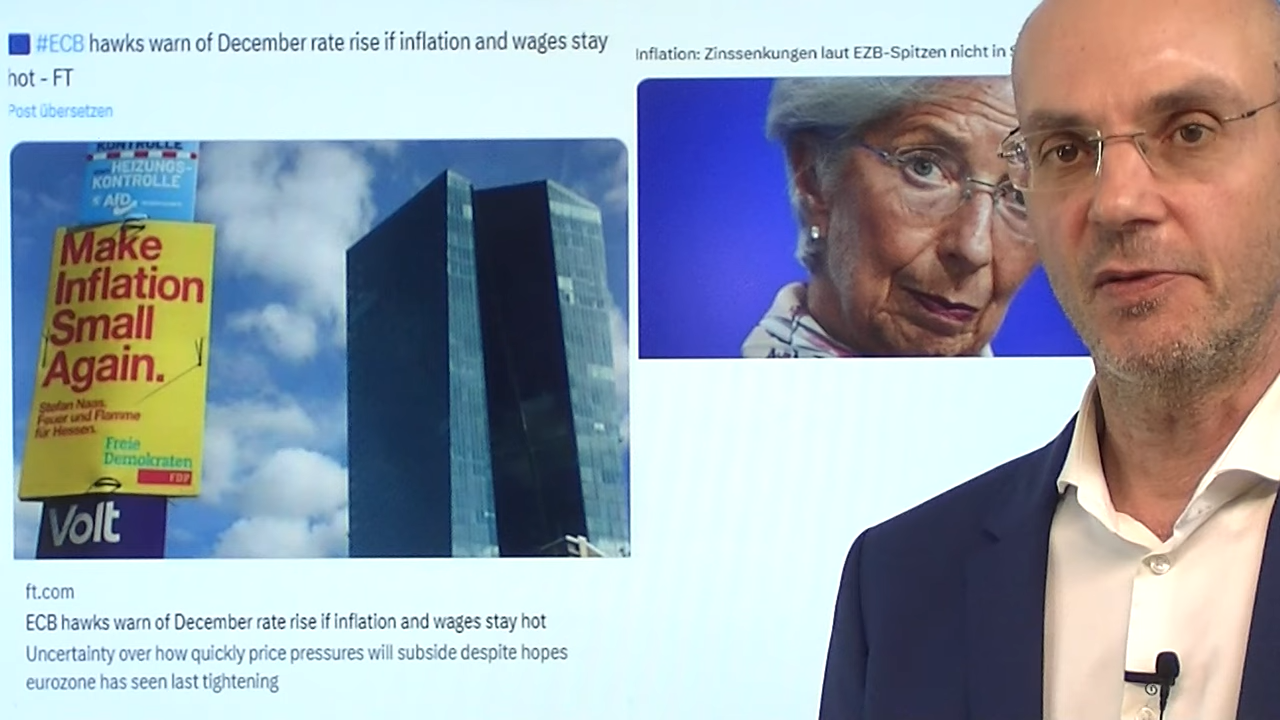 #ECB hawks warn of December rate rise if inflation and wages stay
hot - FT
Post übersetzen
KONTROLLE
HEIZUNGS-
KONTROLLE
AfD
Make
Inflation
Small
Again.
Stefan Naas.
Feuer und Flamme
für Hessen.
Freie
Demokraten
FDP
Volt
ft.com
ECB hawks warn of December rate rise if inflation and wages stay hot
Uncertainty over how quickly price pressures will subside despite hopes
eurozone has seen last tightening
Inflation: Zinssenkungen laut EZB-Spitzen nicht in